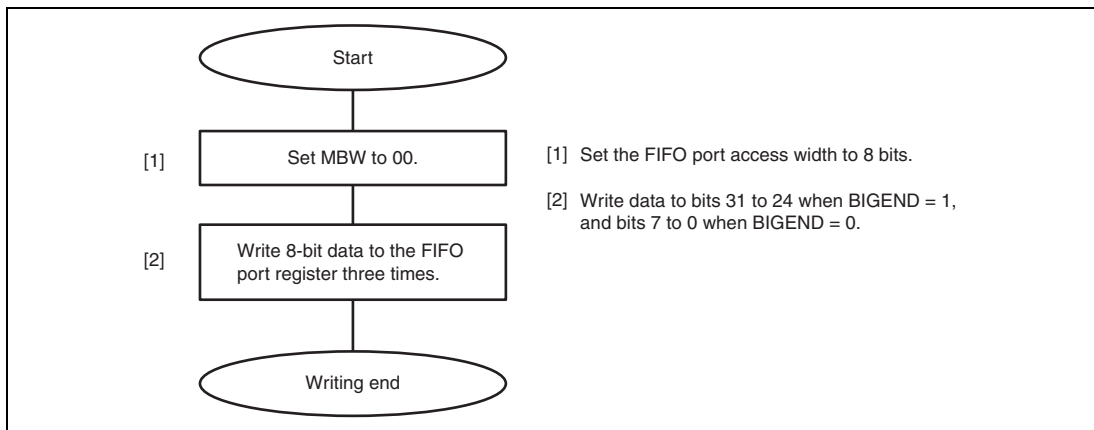 Start
[1]
Set MBW to 00.
[1] Set the FIFO port access width to 8 bits.
[2] Write data to bits 31 to 24 when BIGEND = 1,
and bits 7 to 0 when BIGEND = 0.
[2]
Write 8-bit data to the FIFO
port register three times.
Writing end